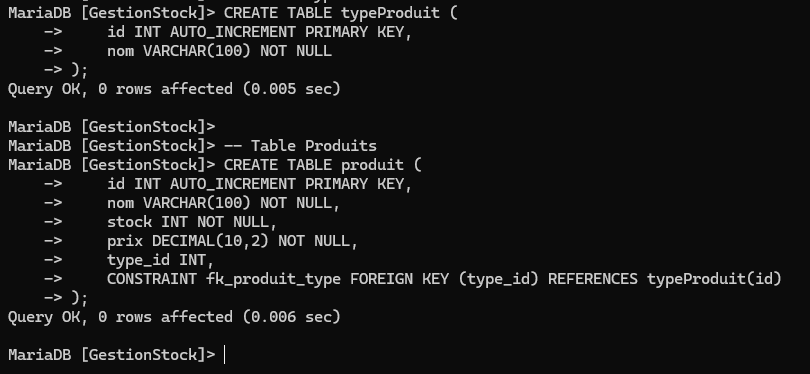 MariaDB [GestionStock]> CREATE TABLE typeProduit (
    ->     id INT AUTO_INCREMENT PRIMARY KEY,
    ->     nom VARCHAR(100) NOT NULL
    -> );
Query OK, 0 rows affected (0.005 sec)

MariaDB [GestionStock]>
MariaDB [GestionStock]> -- Table Produits
MariaDB [GestionStock]> CREATE TABLE produit (
    ->     id INT AUTO_INCREMENT PRIMARY KEY,
    ->     nom VARCHAR(100) NOT NULL,
    ->     stock INT NOT NULL,
    ->     prix DECIMAL(10,2) NOT NULL,
    ->     type_id INT,
    ->     CONSTRAINT fk_produit_type FOREIGN KEY (type_id) REFERENCES typeProduit(id)
    -> );
Query OK, 0 rows affected (0.006 sec)

MariaDB [GestionStock]>